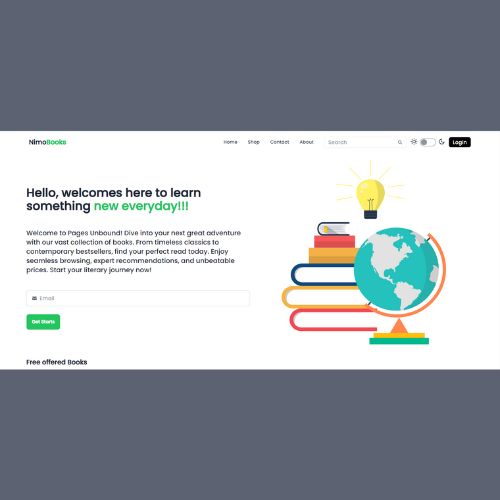 NimoBooks
Home Shop Contact About Search Login
Hello, welcomes here to learn
something new everyday!!!
Welcome to Pages Unbound! Dive into your next great adventure
with our vast collection of books. From timeless classics to
contemporary bestsellers, find your perfect read today. Enjoy
seamless browsing, expert recommendations, and unbeatable
prices. Start your literary journey now!
Email
Get Starts
Free offered Books